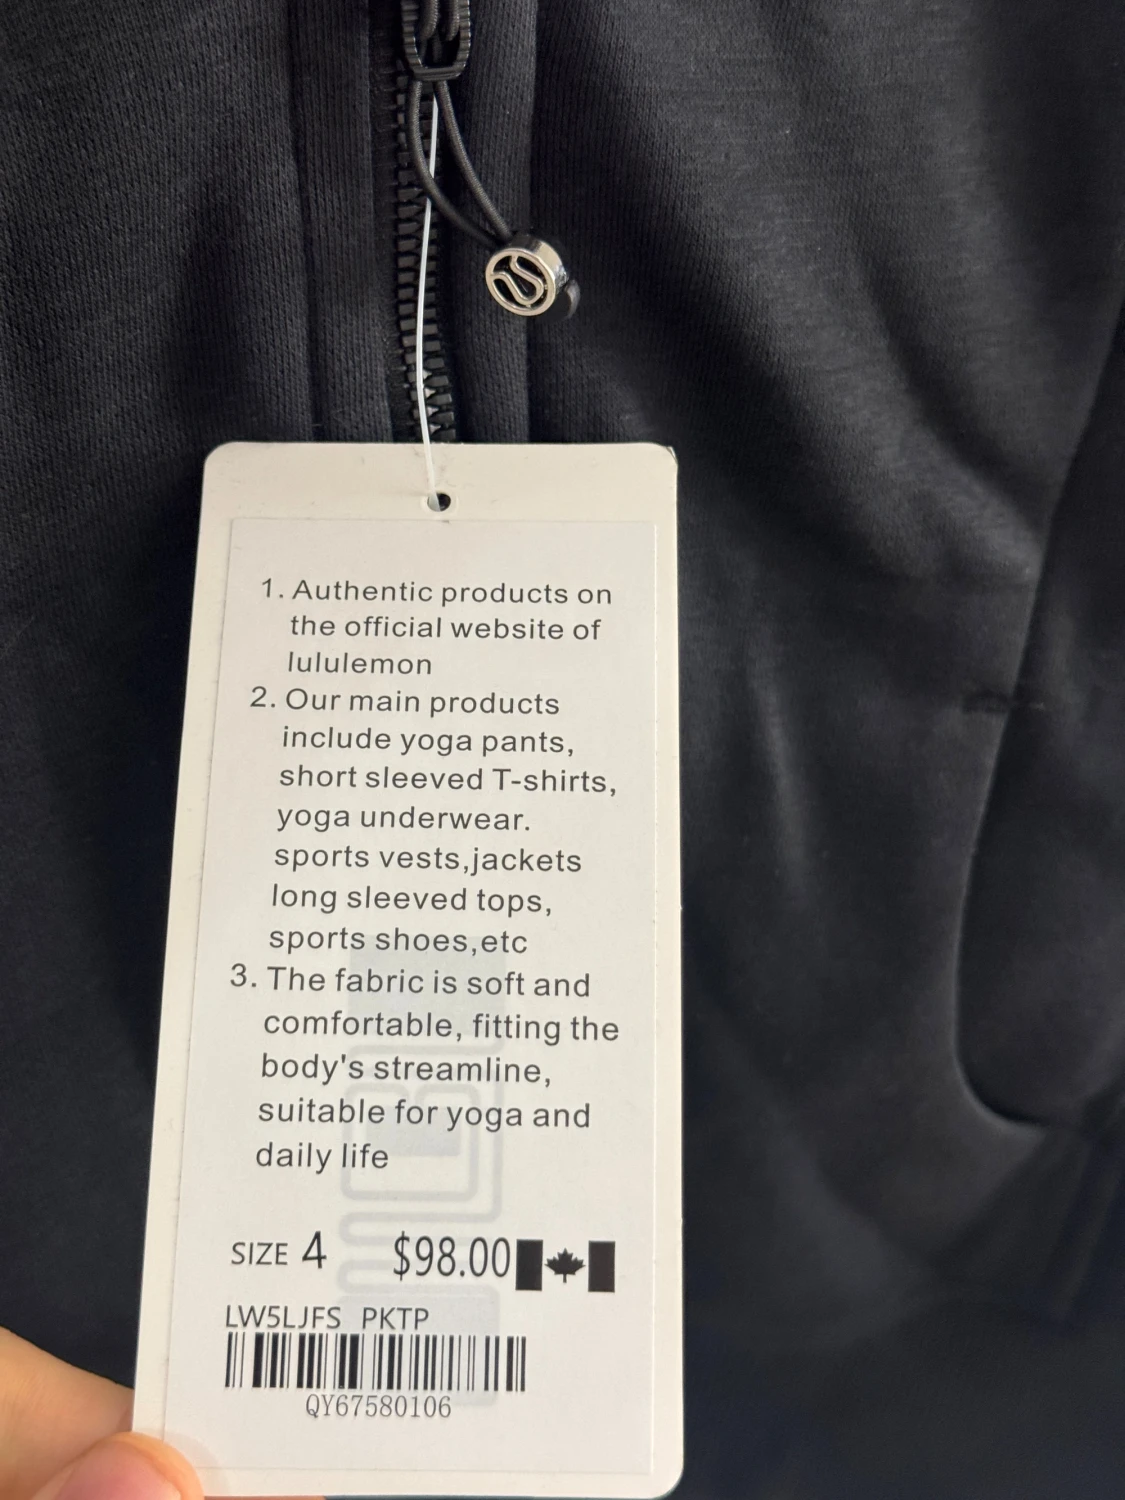 1. Authentic products on
the official website of
lululemon
2. Our main products
include yoga pants,
short sleeved T-shirts,
yoga underwear.
sports vests,jackets
long sleeved tops,
sports shoes,etc
3. The fabric is soft and
comfortable, fitting the
body's streamline,
suitable for yoga and
daily life
SIZE 4 $98.00
LW5LJFS PKTP
QY67580106